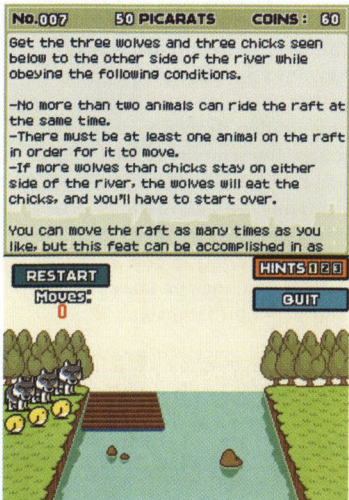 No.007 50 PICARATS COINS: 60
Get the three wolves and three chicks seen
below to the other side of the river while
obeying the following conditions.
-No more than two animals can ride the raft at
the same time.
-There must be at least one animal on the raft
in order for it to move.
-If more wolves than chicks stay on either
side of the river, the wolves will eat the
chicks, and you'll have to start over.
You can move the raft as many times as you
like, but this feat can be accomplished in as
RESTART
HINTS 1 2 3
Moves:
0
QUIT